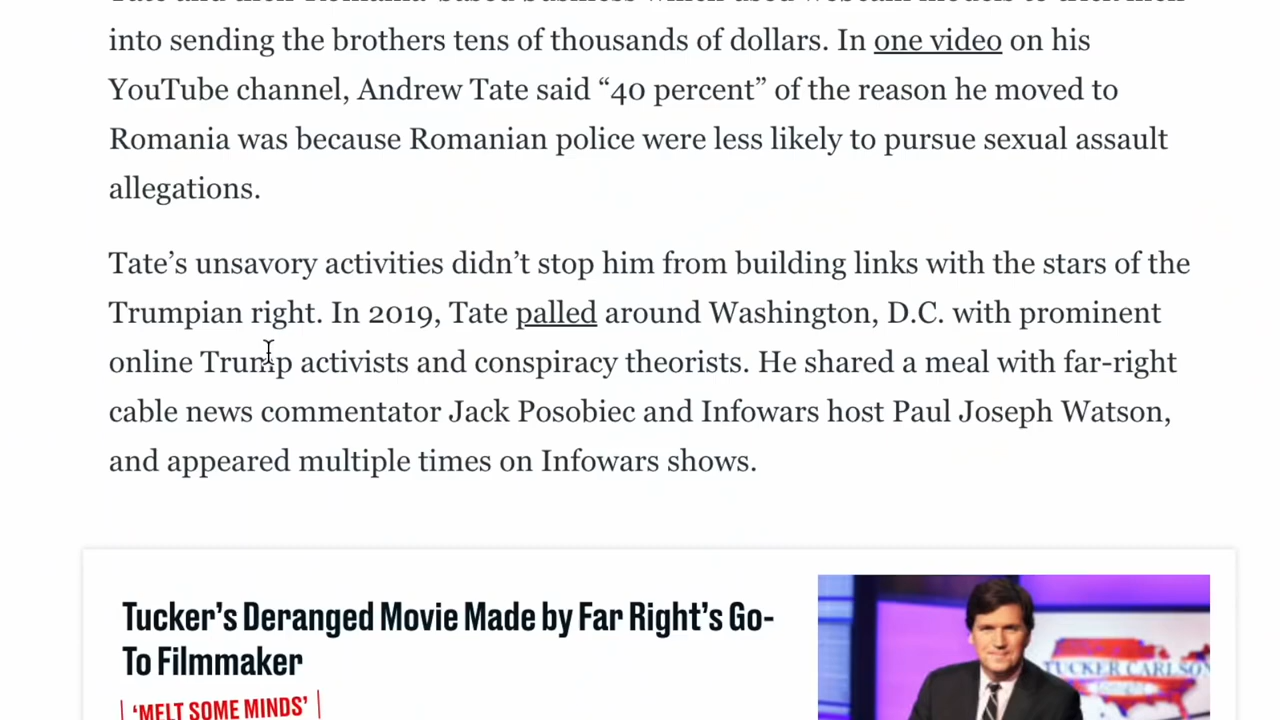 into sending the brothers tens of thousands of dollars. In one video on his
YouTube channel, Andrew Tate said “40 percent” of the reason he moved to
Romania was because Romanian police were less likely to pursue sexual assault
allegations.
Tate’s unsavory activities didn’t stop him from building links with the stars of the
Trumpian right. In 2019, Tate palled around Washington, D.C. with prominent
online Trump activists and conspiracy theorists. He shared a meal with far-right
cable news commentator Jack Posobiec and Infowars host Paul Joseph Watson,
and appeared multiple times on Infowars shows.
Tucker’s Deranged Movie Made by Far Right’s Go-
To Filmmaker
‘MELT SOME MINDS’
TUCKER CARLSON